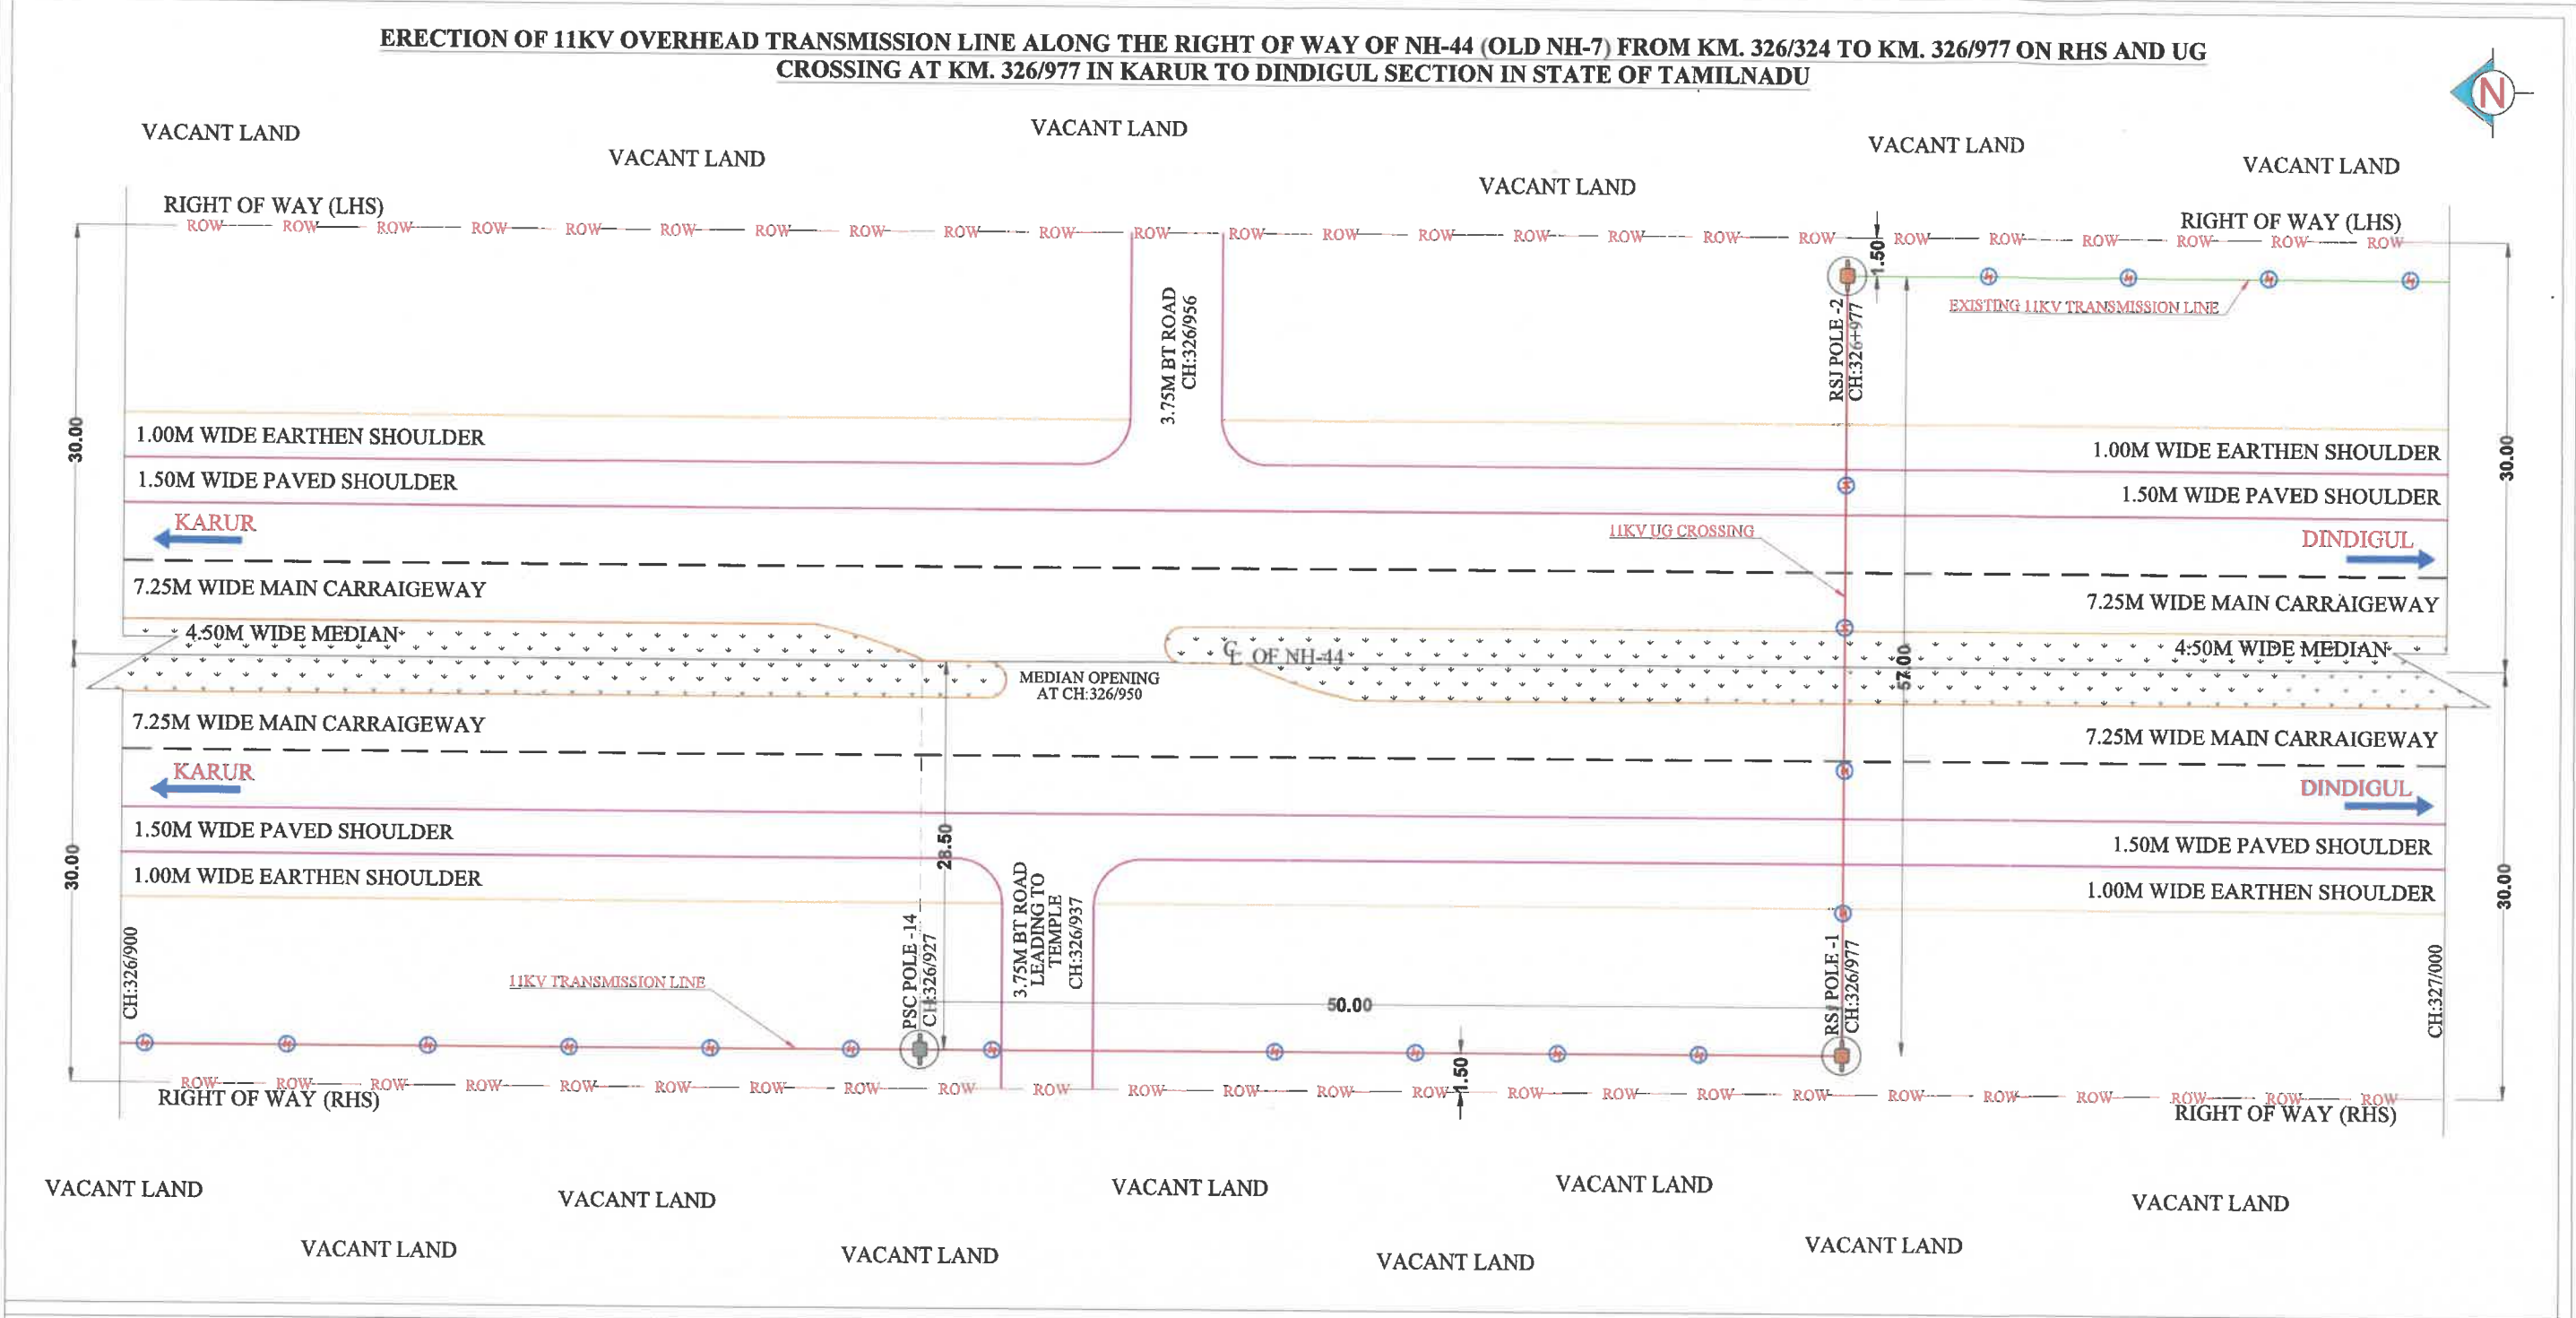 ERECTION OF 11KV OVERHEAD TRANSMISSION LINE ALONG THE RIGHT OF WAY OF NH-44 (OLD NH-7) FROM KM. 326/324 TO KM. 326/977 ON RHS AND UG
CROSSING AT KM. 326/977 IN KARUR TO DINDIGUL SECTION IN STATE OF TAMILNADU
N
VACANT LAND
VACANT LAND
VACANT LAND
VACANT LAND
VACANT LAND
VACANT LAND
RIGHT OF WAY (LHS)
RIGHT OF WAY (LHS)
ROW ROW ROW ROW ROW ROW ROW ROW ROW ROW ROW ROW ROW ROW ROW ROW ROW ROW ROW ROW ROW ROW ROW ROW
1.50
EXISTING 11KV TRANSMISSION LINE
3.75M BT ROAD
CH:326/956
RSJ POLE -2
CH:326+977
30.00
30.00
1.00M WIDE EARTHEN SHOULDER
1.00M WIDE EARTHEN SHOULDER
1.50M WIDE PAVED SHOULDER
1.50M WIDE PAVED SHOULDER
KARUR
11KV UG CROSSING
DINDIGUL
7.25M WIDE MAIN CARRAIGEWAY
7.25M WIDE MAIN CARRAIGEWAY
4.50M WIDE MEDIAN
4.50M WIDE MEDIAN
CL OF NH-44
57.00
MEDIAN OPENING
AT CH:326/950
7.25M WIDE MAIN CARRAIGEWAY
7.25M WIDE MAIN CARRAIGEWAY
KARUR
DINDIGUL
1.50M WIDE PAVED SHOULDER
1.50M WIDE PAVED SHOULDER
28.50
30.00
30.00
1.00M WIDE EARTHEN SHOULDER
1.00M WIDE EARTHEN SHOULDER
CH:326/900
PSC POLE -14
CH:326/927
3.75M BT ROAD
LEADING TO
TEMPLE
CH:326/937
RSJ POLE -1
CH:326/977
CH:327/000
11KV TRANSMISSION LINE
50.00
1.50
ROW ROW ROW ROW ROW ROW ROW ROW ROW ROW ROW ROW ROW ROW ROW ROW ROW ROW ROW ROW ROW ROW ROW ROW
RIGHT OF WAY (RHS)
RIGHT OF WAY (RHS)
VACANT LAND
VACANT LAND
VACANT LAND
VACANT LAND
VACANT LAND
VACANT LAND
VACANT LAND
VACANT LAND
VACANT LAND